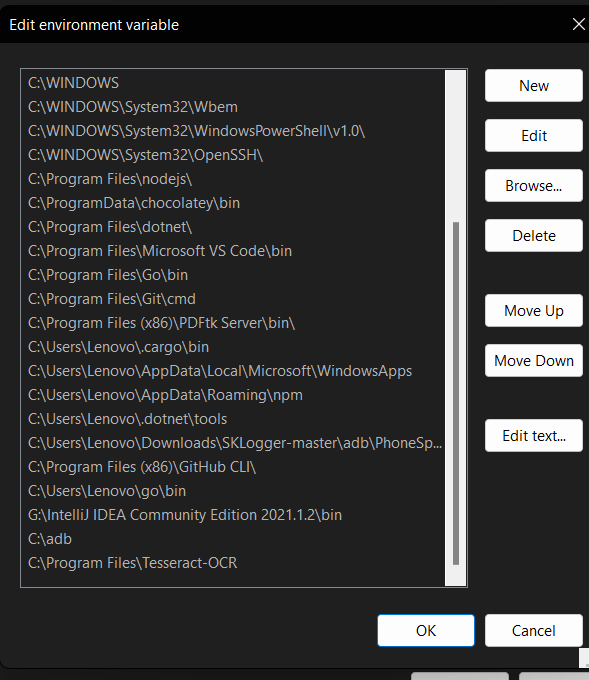 Edit environment variable
C:\WINDOWS
C:\WINDOWS\System32\Wbem
C:\WINDOWS\System32\WindowsPowerShell\v1.0\
C:\WINDOWS\System32\OpenSSH\
C:\Program Files\nodejs\
C:\ProgramData\chocolatey\bin
C:\Program Files\dotnet\
C:\Program Files\Microsoft VS Code\bin
C:\Program Files\Go\bin
C:\Program Files\Git\cmd
C:\Program Files (x86)\PDFtk Server\bin\
C:\Users\Lenovo\.cargo\bin
C:\Users\Lenovo\AppData\Local\Microsoft\WindowsApps
C:\Users\Lenovo\AppData\Roaming\npm
C:\Users\Lenovo\.dotnet\tools
C:\Users\Lenovo\Downloads\SKLogger-master\adb\PhoneSp...
C:\Program Files (x86)\GitHub CLI\
C:\Users\Lenovo\go\bin
G:\IntelliJ IDEA Community Edition 2021.1.2\bin
C:\adb
C:\Program Files\Tesseract-OCR
New
Edit
Browse...
Delete
Move Up
Move Down
Edit text...
OK
Cancel